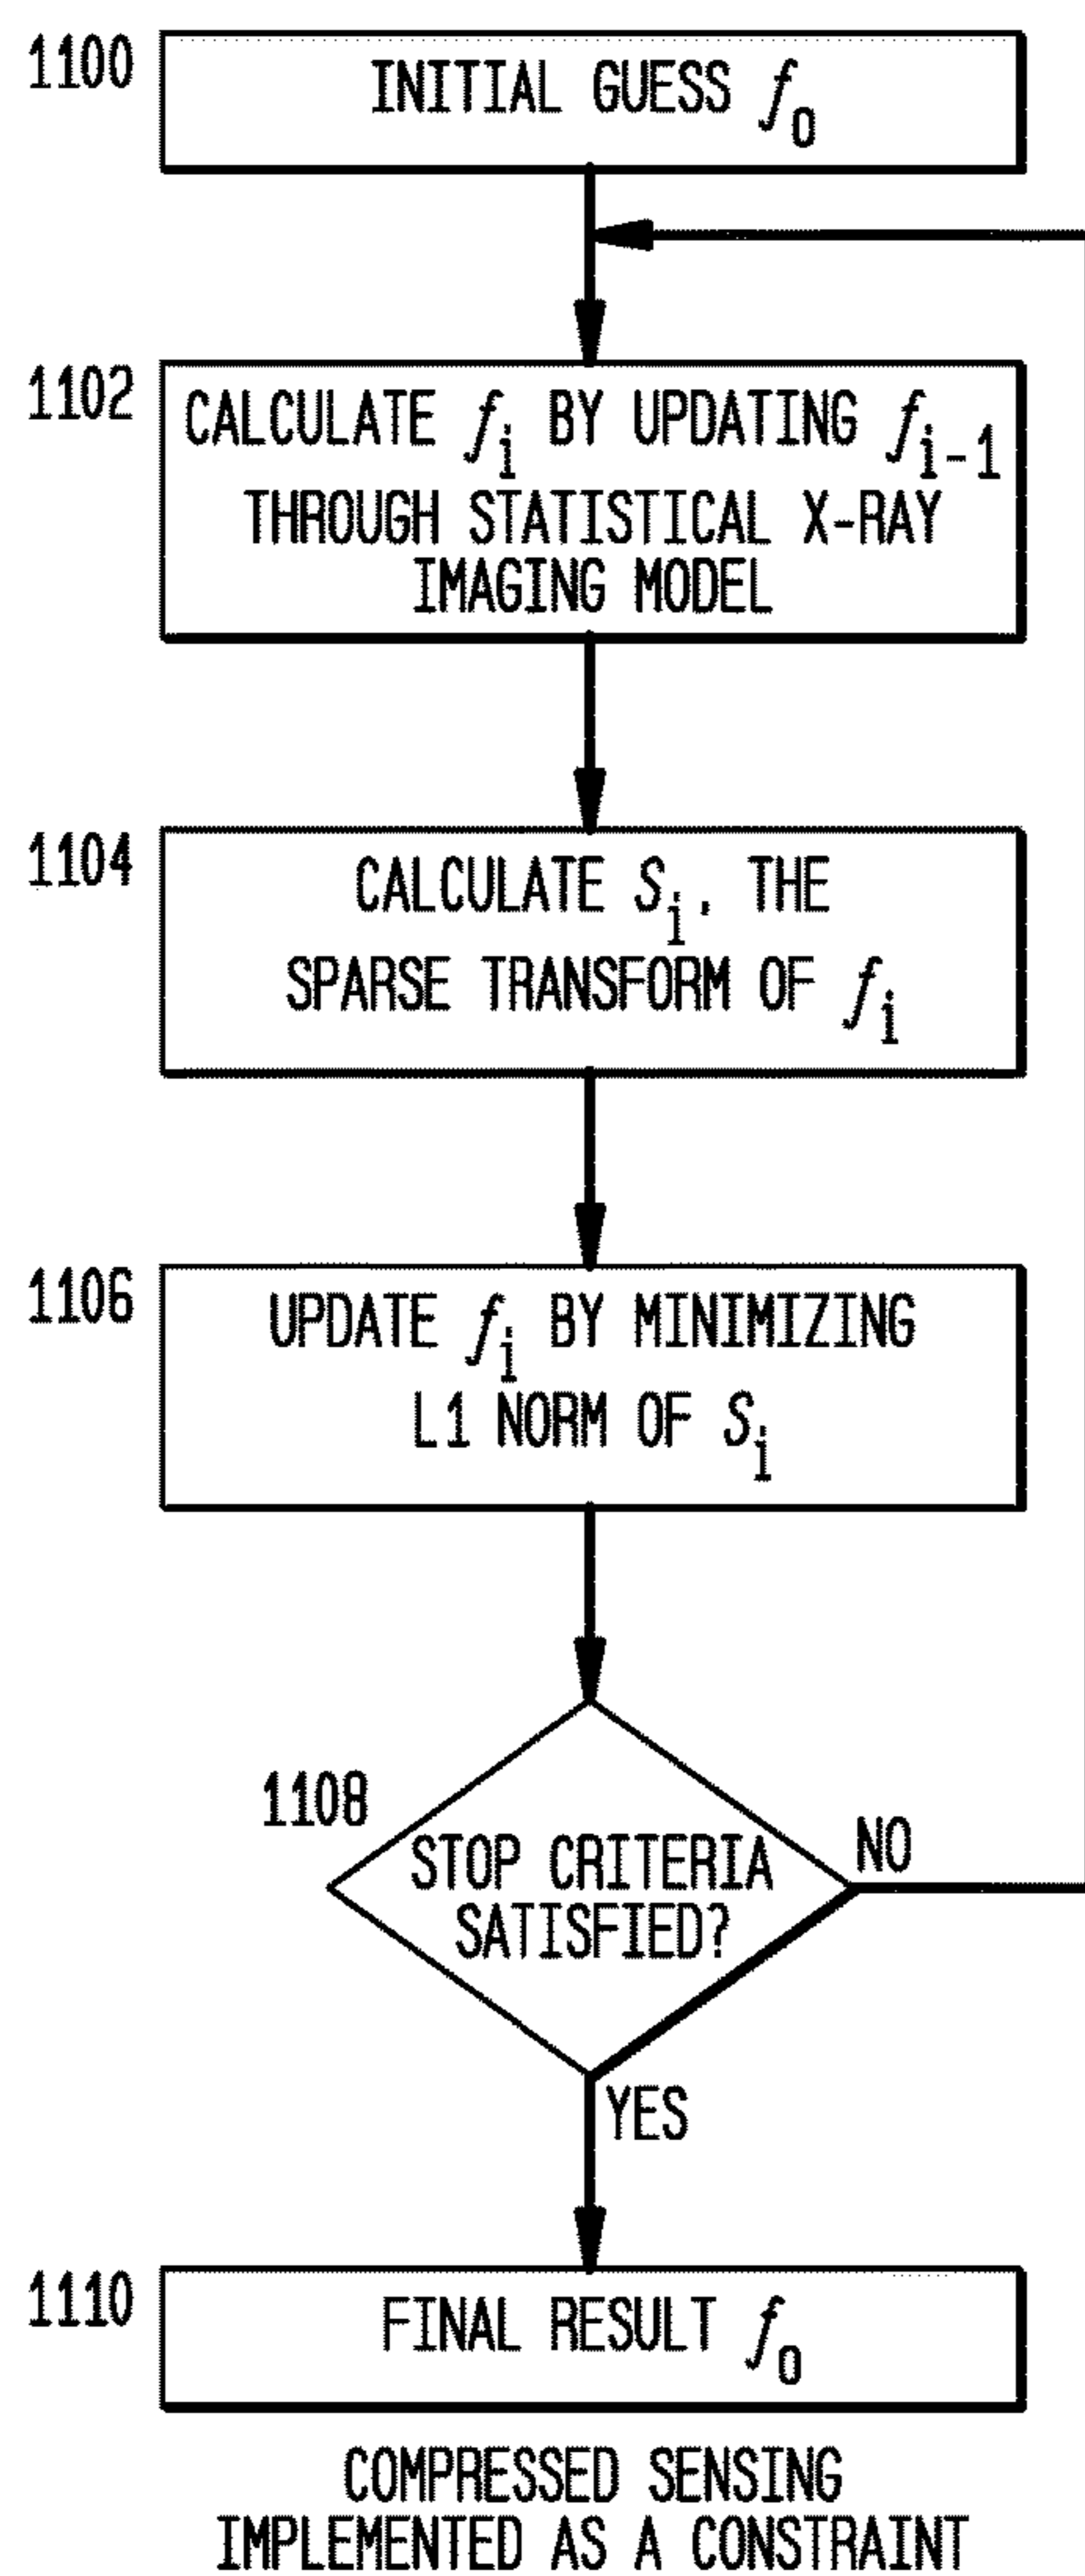 1100
INITIAL GUESS f₀
1102
CALCULATE fᵢ BY UPDATING fᵢ₋₁
THROUGH STATISTICAL X-RAY
IMAGING MODEL
1104
CALCULATE Sᵢ, THE
SPARSE TRANSFORM OF fᵢ
1106
UPDATE fᵢ BY MINIMIZING
L1 NORM OF Sᵢ
1108
STOP CRITERIA
SATISFIED?
NO
YES
1110
FINAL RESULT f₀
COMPRESSED SENSING
IMPLEMENTED AS A CONSTRAINT